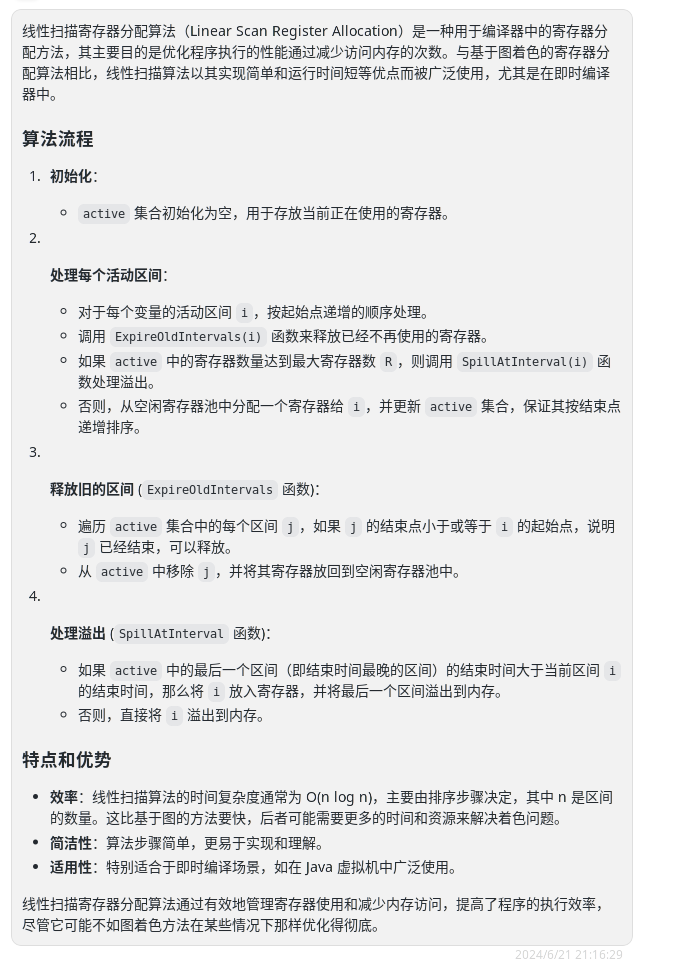 线性扫描寄存器分配算法（Linear Scan Register Allocation）是一种用于编译器中的寄存器分
配方法，其主要目的是优化程序执行的性能通过减少访问内存的次数。与基于图着色的寄存器分
配算法相比，线性扫描算法以其实现简单和运行时间短等优点而被广泛使用，尤其是在即时编译
器中。
算法流程
1. 初始化：
○ active 集合初始化为空，用于存放当前正在使用的寄存器。
2.
处理每个活动区间：
○ 对于每个变量的活动区间 i，按起始点递增的顺序处理。
○ 调用 ExpireOldIntervals(i) 函数来释放已经不再使用的寄存器。
○ 如果 active 中的寄存器数量达到最大寄存器数 R，则调用 SpillAtInterval(i) 函
数处理溢出。
○ 否则，从空闲寄存器池中分配一个寄存器给 i，并更新 active 集合，保证其按结束点
递增排序。
3.
释放旧的区间 (ExpireOldIntervals 函数)：
○ 遍历 active 集合中的每个区间 j，如果 j 的结束点小于或等于 i 的起始点，说明
j 已经结束，可以释放。
○ 从 active 中移除 j，并将其寄存器放回到空闲寄存器池中。
4.
处理溢出 (SpillAtInterval 函数)：
○ 如果 active 中的最后一个区间（即结束时间最晚的区间）的结束时间大于当前区间 i
的结束时间，那么将 i 放入寄存器，并将最后一个区间溢出到内存。
○ 否则，直接将 i 溢出到内存。
特点和优势
• 效率：线性扫描算法的时间复杂度通常为 O(n log n)，主要由排序步骤决定，其中 n 是区间
的数量。这比基于图的方法要快，后者可能需要更多的时间和资源来解决着色问题。
• 简洁性：算法步骤简单，更易于实现和理解。
• 适用性：特别适合于即时编译场景，如在 Java 虚拟机中广泛使用。
线性扫描寄存器分配算法通过有效地管理寄存器使用和减少内存访问，提高了程序的执行效率，
尽管它可能不如图着色方法在某些情况下那样优化得彻底。
2024/6/21 21:16:29